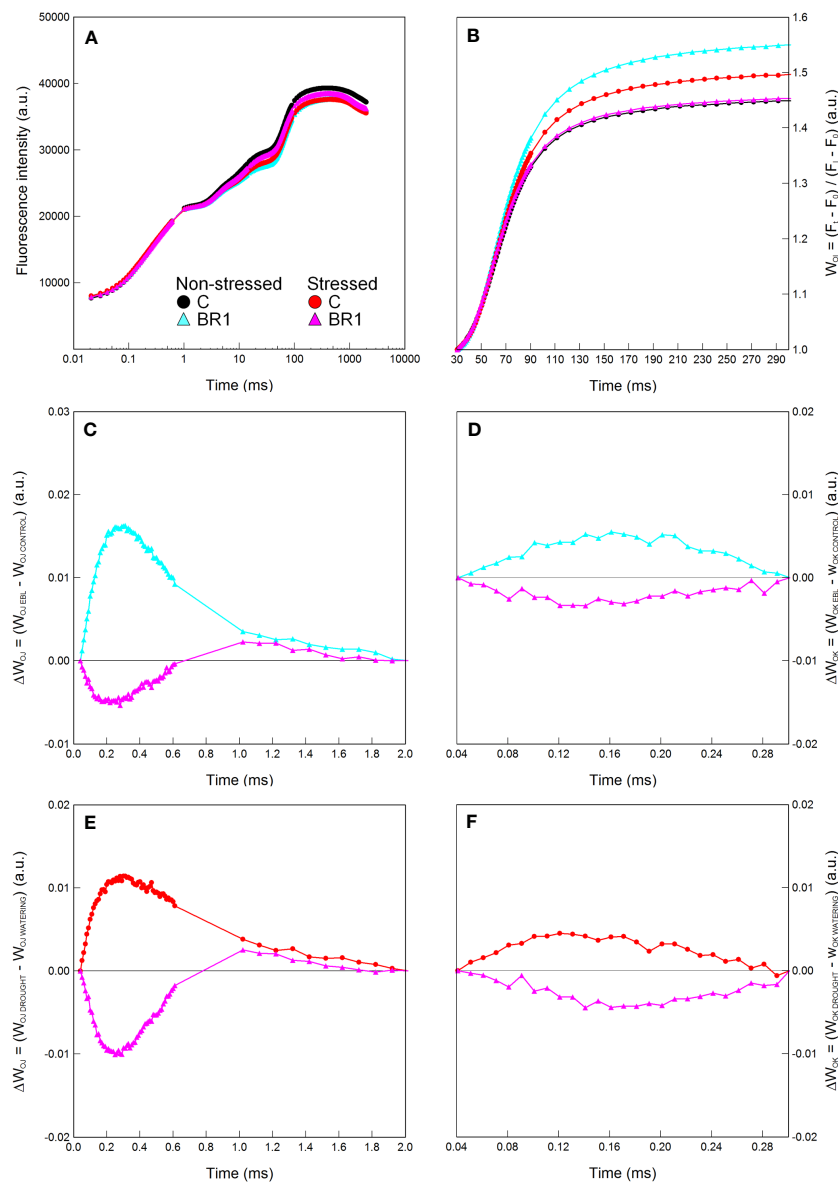 A
Fluorescence intensity (a.u.)
50000
40000
30000
20000
10000
Non-stressed Stressed
C C
BR1 BR1
0.01 0.1 1 10 100 1000 10000
Time (ms)
B
1.6
1.5
1.4
1.3
1.2
1.1
1.0
W_OI = (F_t - F_0) / (F_I - F_0) (a.u.)
30 50 70 90 110 130 150 170 190 210 230 250 270 290
Time (ms)
C
ΔW_OJ = (W_OJ EBL - W_OJ CONTROL) (a.u.)
0.03
0.02
0.01
0.00
-0.01
0.0 0.2 0.4 0.6 0.8 1.0 1.2 1.4 1.6 1.8 2.0
Time (ms)
D
0.02
0.01
0.00
-0.01
-0.02
ΔW_OK = (W_OK EBL - W_OK CONTROL) (a.u.)
0.04 0.08 0.12 0.16 0.20 0.24 0.28
Time (ms)
E
ΔW_OJ = (W_OJ DROUGHT - W_OJ WATERING) (a.u.)
0.02
0.01
0.00
-0.01
-0.02
0.0 0.2 0.4 0.6 0.8 1.0 1.2 1.4 1.6 1.8 2.0
Time (ms)
F
0.02
0.01
0.00
-0.01
-0.02
ΔW_OK = (W_OK DROUGHT - W_OK WATERING) (a.u.)
0.04 0.08 0.12 0.16 0.20 0.24 0.28
Time (ms)